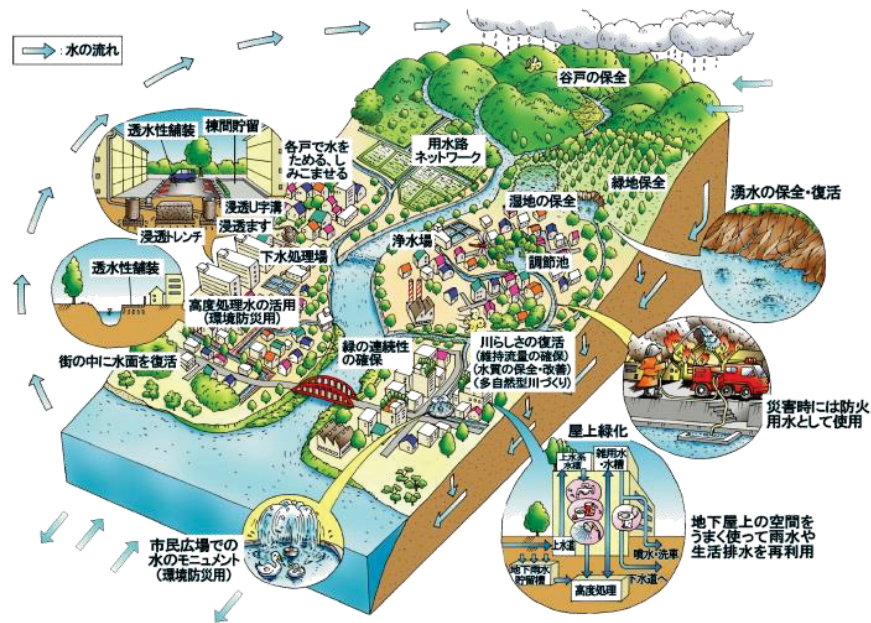 :水の流れ
谷戸の保全
透水性舗装
棟間貯留
各戸で水を
ためる、し
みこませる
用水路
ネットワーク
緑地保全
湿地の保全
湧水の保全・復活
浸透U字溝
浸透ます
浸透トレンチ
下水処理場
浄水場
調節池
透水性舗装
高度処理水の活用
(環境防災用)
街の中に水面を復活
緑の連続性
の確保
川らしさの復活
(維持流量の確保)
(水質の保全・改善)
(多自然型川づくり)
災害時には防火
用水として使用
屋上緑化
上水系
水槽
雑用水
・水槽
上水道
地下雨水
貯留槽
高度処理
噴水・洗車
下水道へ
地下屋上の空間を
うまく使って雨水や
生活排水を再利用
市民広場での
水のモニュメント
(環境防災用)